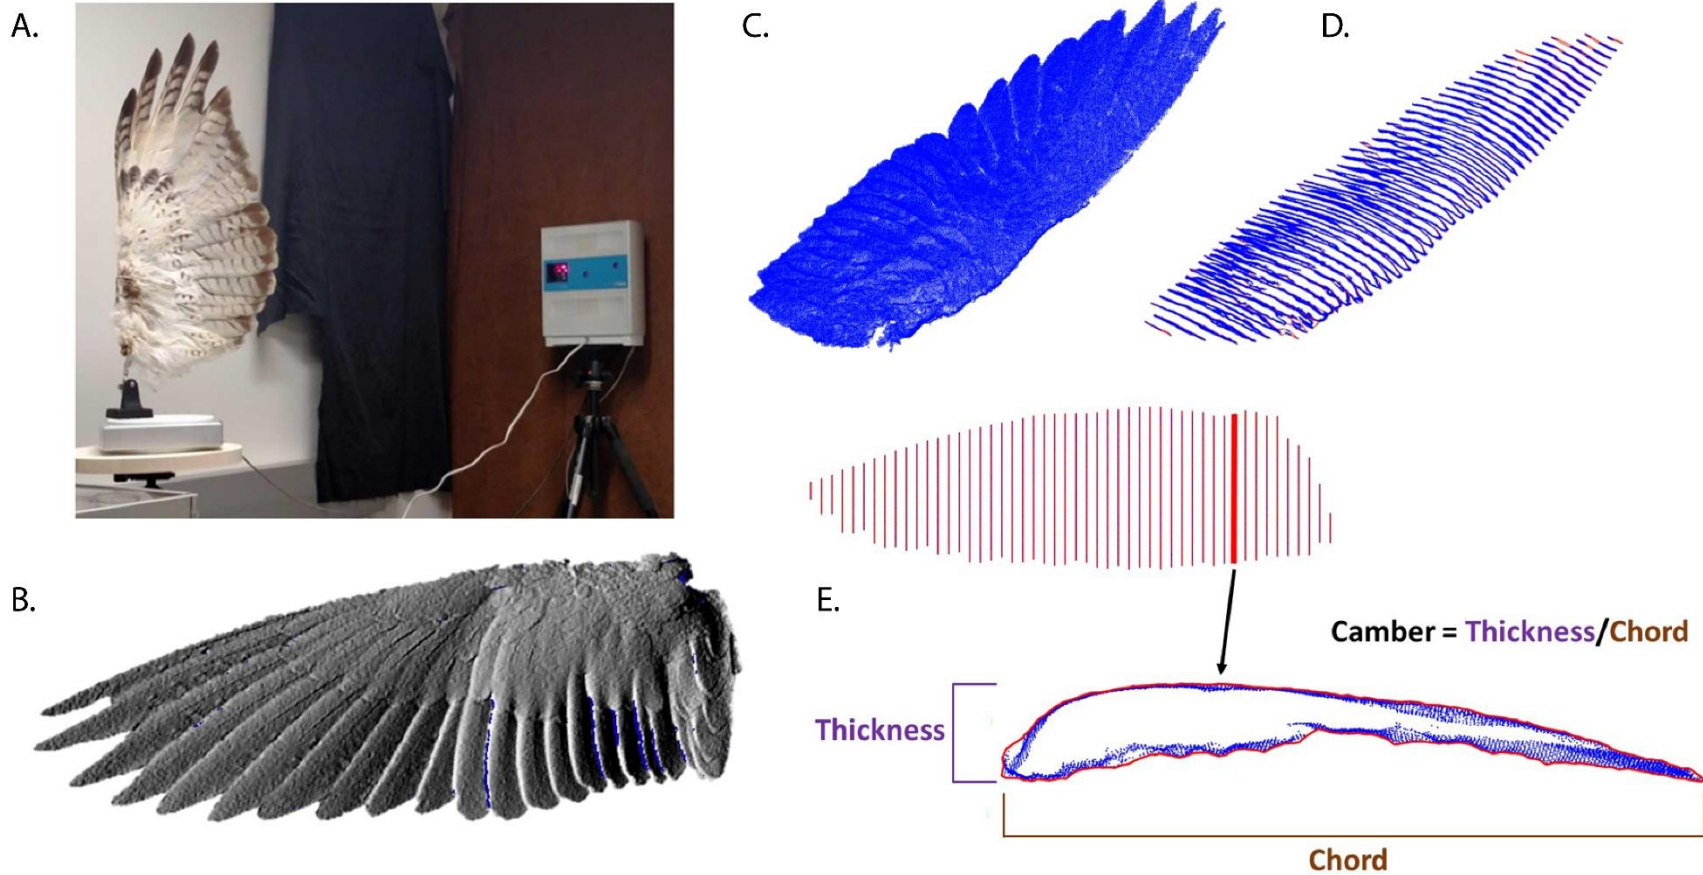 A.
C.
D.
B.
E.
Camber = Thickness/Chord
Thickness
Chord